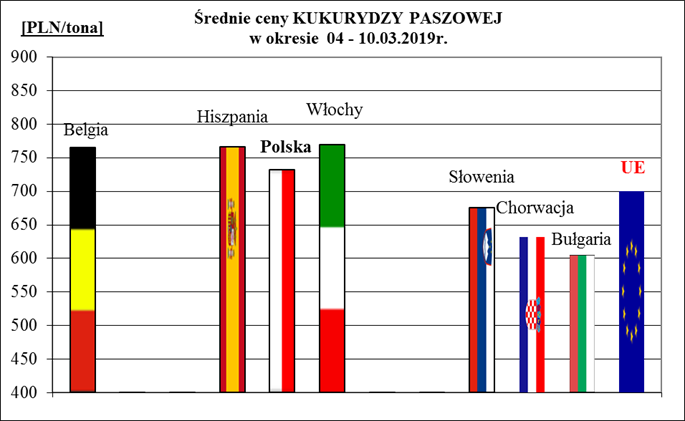 Średnie ceny KUKURYDZY PASZOWEJ
w okresie 04 - 10.03.2019r.
[PLN/tona]
900
850
800
750
700
650
600
550
500
450
400
Belgia
Hiszpania
Polska
Włochy
Słowenia
Chorwacja
Bułgaria
UE